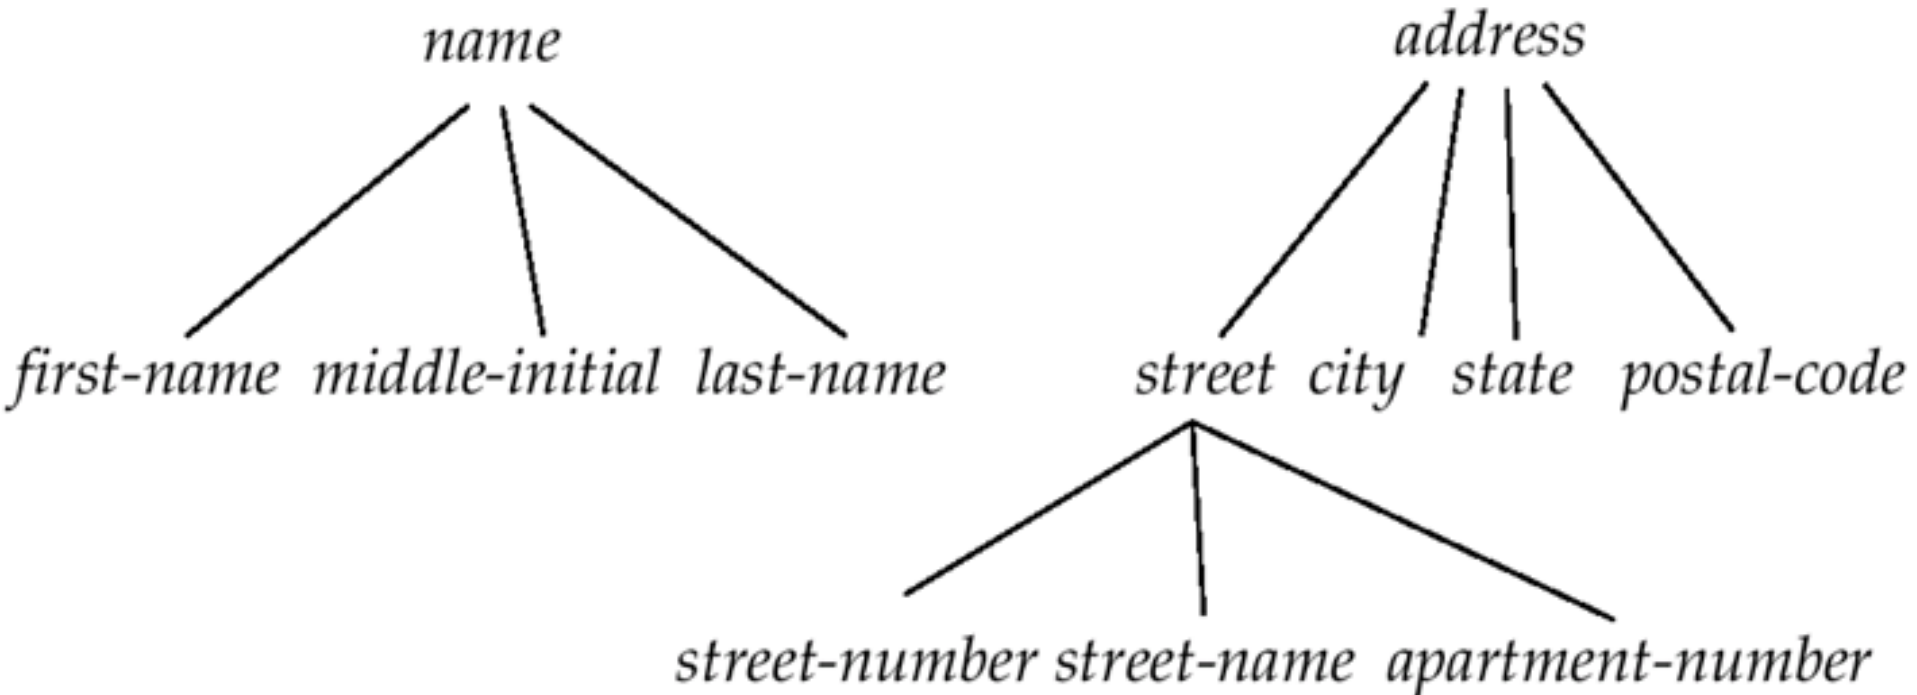 name address
first-name middle-initial last-name street city state postal-code
street-number street-name apartment-number